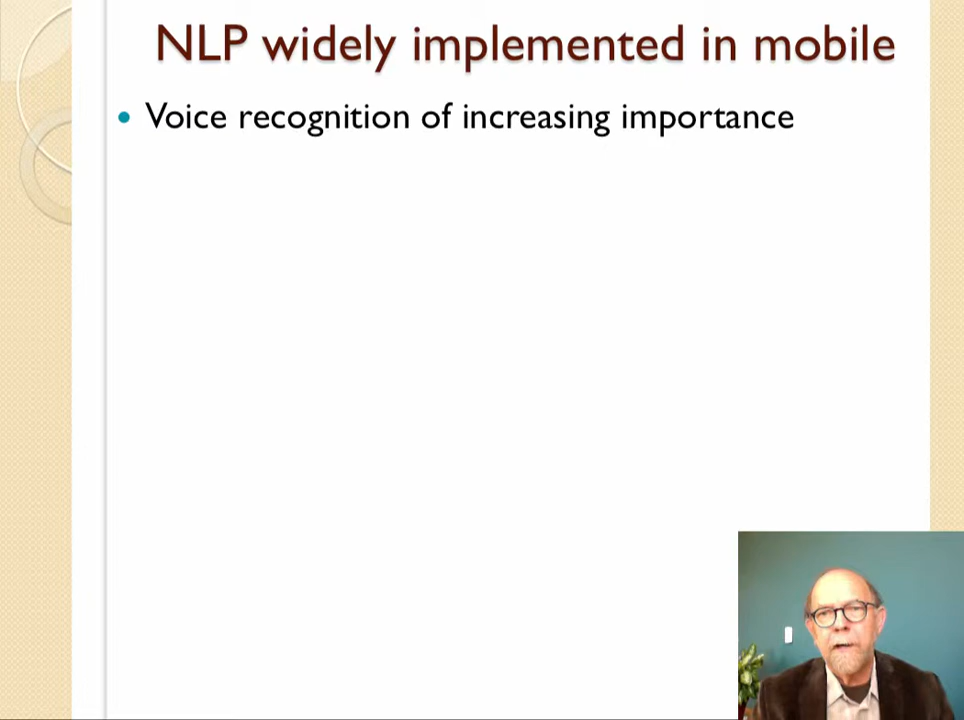 NLP widely implemented in mobile
• Voice recognition of increasing importance